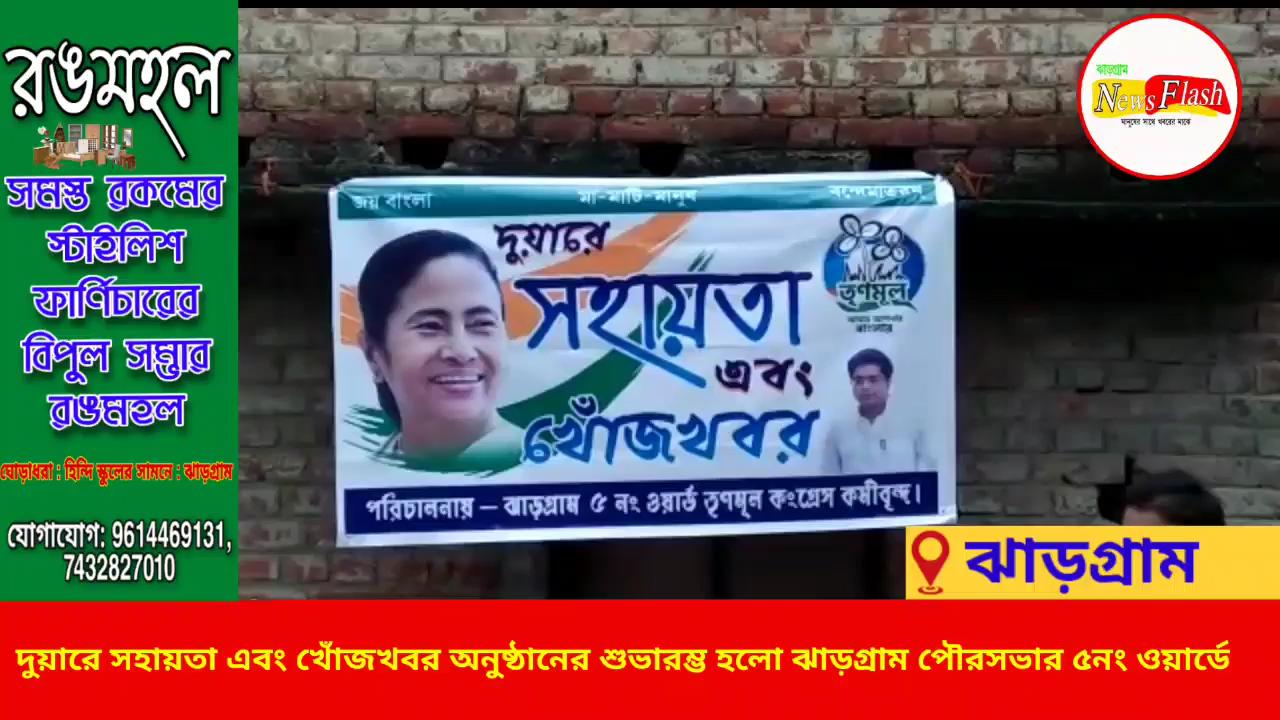 রঙমহল
সমস্ত রকমের
স্টাইলিশ
ফার্ণিচারের
বিপুল সম্ভার
রঙমহল
ঘোড়াধরা : হিন্দি স্কুলের সামনে : ঝাড়গ্রাম
যোগাযোগ: 9614469131,
7432827010
ঝাড়গ্রাম
News Flash
মানুষের সাথে খবরের মাঝে
জয় বাংলা মা-মাটি-মানুষ বন্দেমাতরম
দুয়ারে
সহায়তা
এবং
খোঁজখবর
তৃণমূল
পরিচালনায় – ঝাড়গ্রাম ৫ নং ওয়ার্ড তৃণমূল কংগ্রেস কর্মীবৃন্দ।
ঝাড়গ্রাম
দুয়ারে সহায়তা এবং খোঁজখবর অনুষ্ঠানের শুভারম্ভ হলো ঝাড়গ্রাম পৌরসভার ৫নং ওয়ার্ডে